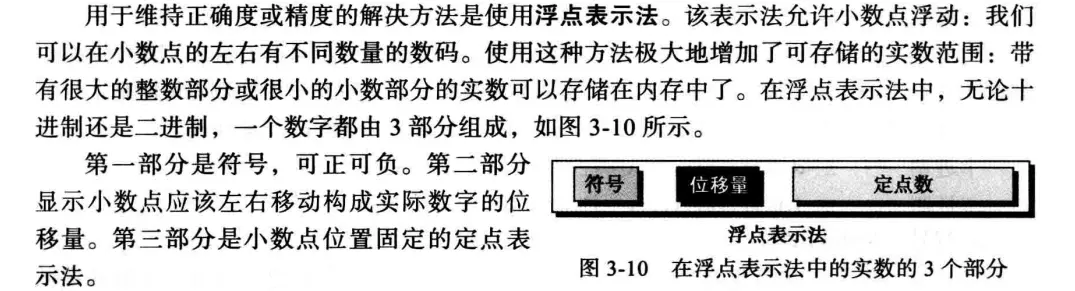 用于维持正确度或精度的解决方法是使用浮点表示法。该表示法允许小数点浮动：我们
可以在小数点的左右有不同数量的数码。使用这种方法极大地增加了可存储的实数范围：带
有很大的整数部分或很小的小数部分的实数可以存储在内存中了。在浮点表示法中，无论十
进制还是二进制，一个数字都由 3 部分组成，如图 3-10 所示。
第一部分是符号，可正可负。第二部分
显示小数点应该左右移动构成实际数字的位
移量。第三部分是小数点位置固定的定点表
示法。
符号 位移量 定点数
浮点表示法
图 3-10 在浮点表示法中的实数的 3 个部分